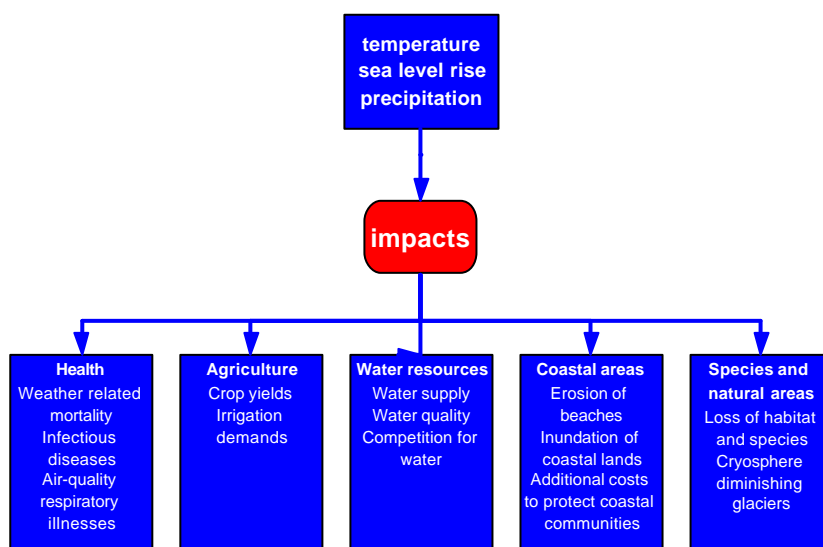 temperature
sea level rise
precipitation
impacts
Health
Weather related
mortality
Infectious
diseases
Air-quality
respiratory
illnesses
Agriculture
Crop yields
Irrigation
demands
Water resources
Water supply
Water quality
Competition for
water
Coastal areas
Erosion of
beaches
Inundation of
coastal lands
Additional costs
to protect coastal
communities
Species and
natural areas
Loss of habitat
and species
Cryosphere
diminishing
glaciers